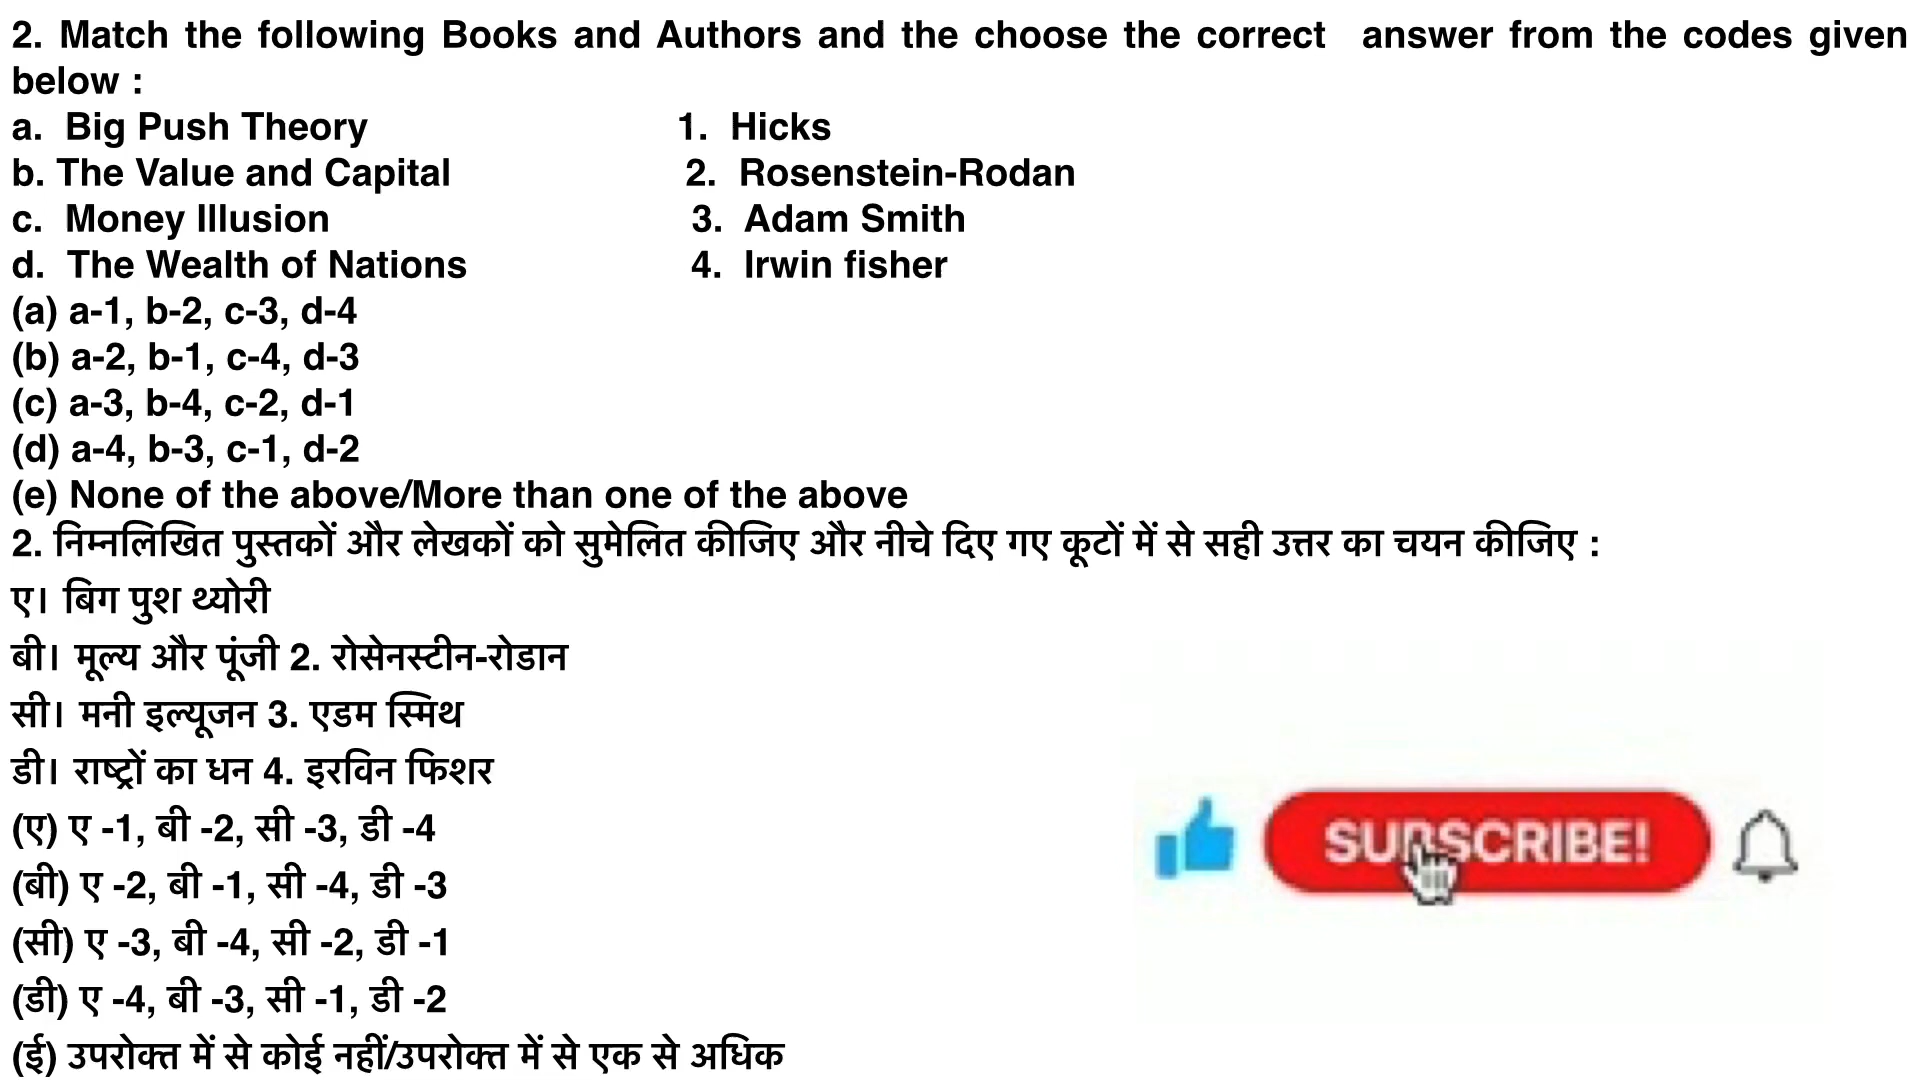 2. Match the following Books and Authors and the choose the correct answer from the codes given
below :
a. Big Push Theory 1. Hicks
b. The Value and Capital 2. Rosenstein-Rodan
c. Money Illusion 3. Adam Smith
d. The Wealth of Nations 4. Irwin fisher
(a) a-1, b-2, c-3, d-4
(b) a-2, b-1, c-4, d-3
(c) a-3, b-4, c-2, d-1
(d) a-4, b-3, c-1, d-2
(e) None of the above/More than one of the above
2. निम्नलिखित पुस्तकों और लेखकों को सुमेलित कीजिए और नीचे दिए गए कूटों में से सही उत्तर का चयन कीजिए :
ए। बिग पुश थ्योरी
बी। मूल्य और पूंजी 2. रोसेनस्टीन-रोडान
सी। मनी इल्यूजन 3. एडम स्मिथ
डी। राष्ट्रों का धन 4. इरविन फिशर
(ए) ए -1, बी -2, सी -3, डी -4
(बी) ए -2, बी -1, सी -4, डी -3
(सी) ए -3, बी -4, सी -2, डी -1
(डी) ए -4, बी -3, सी -1, डी -2
(ई) उपरोक्त में से कोई नहीं/उपरोक्त में से एक से अधिक
SUBSCRIBE!